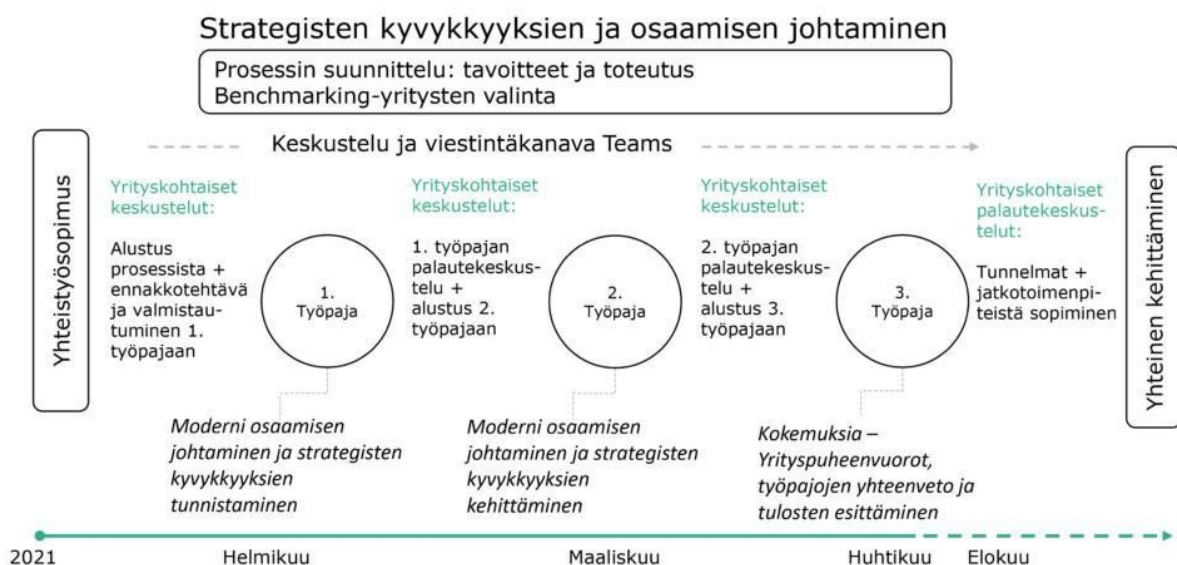 Strategisten kyvykkyyksien ja osaamisen johtaminen
Prosessin suunnittelu: tavoitteet ja toteutus
Benchmarking-yritysten valinta
Keskustelu ja viestintäkanava Teams
Yhteistyösopimus
Yrityskohtaiset
keskustelut:
Alustus
prosessista +
ennakkotehtävä
ja valmistau-
tuminen 1.
työpajaan
1.
Työpaja
Yrityskohtaiset
keskustelut:
1. työpajan
palautekeskus-
telu +
alustus 2.
työpajaan
2.
Työpaja
Yrityskohtaiset
keskustelut:
2. työpajan
palautekeskus-
telu +
alustus 3.
työpajaan
3.
Työpaja
Yrityskohtaiset
palautekeskus-
telut:
Tunnelmat +
jatkotoimenpi-
teistä sopiminen
Yhteinen kehittäminen
Moderni osaamisen
johtaminen ja strategisten
kyvykkyyksien
tunnistaminen
Moderni osaamisen
johtaminen ja strategisten
kyvykkyyksien
kehittäminen
Kokemuksia –
Yrityspuheenvuorot,
työpajojen yhteenveto ja
tulosten esittäminen
2021
Helmikuu
Maaliskuu
Huhtikuu
Elokuu